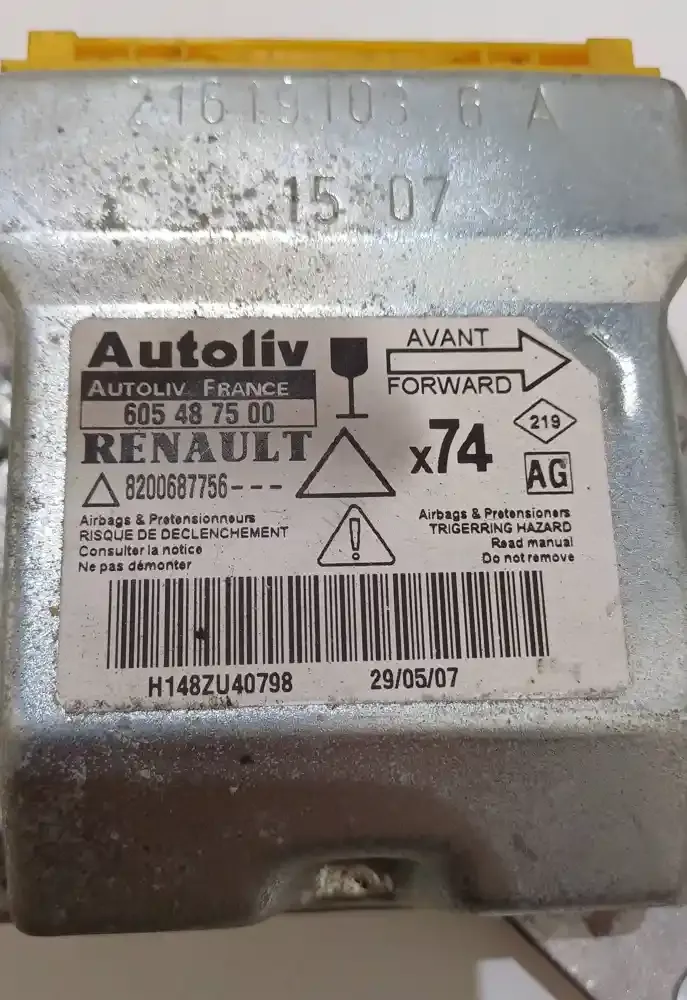 216191036 A
15 07
Autoliv
AVANT
AUTOLIV FRANCE
FORWARD
605 48 75 00
RENAULT
x74
219
AG
8200687756---
Airbags & Pretensionneurs
RISQUE DE DECLENCHEMENT
Consulter la notice
Ne pas démonter
!
Airbags & Pretensioners
TRIGERRING HAZARD
Read manual
Do not remove
H148ZU40798
29/05/07